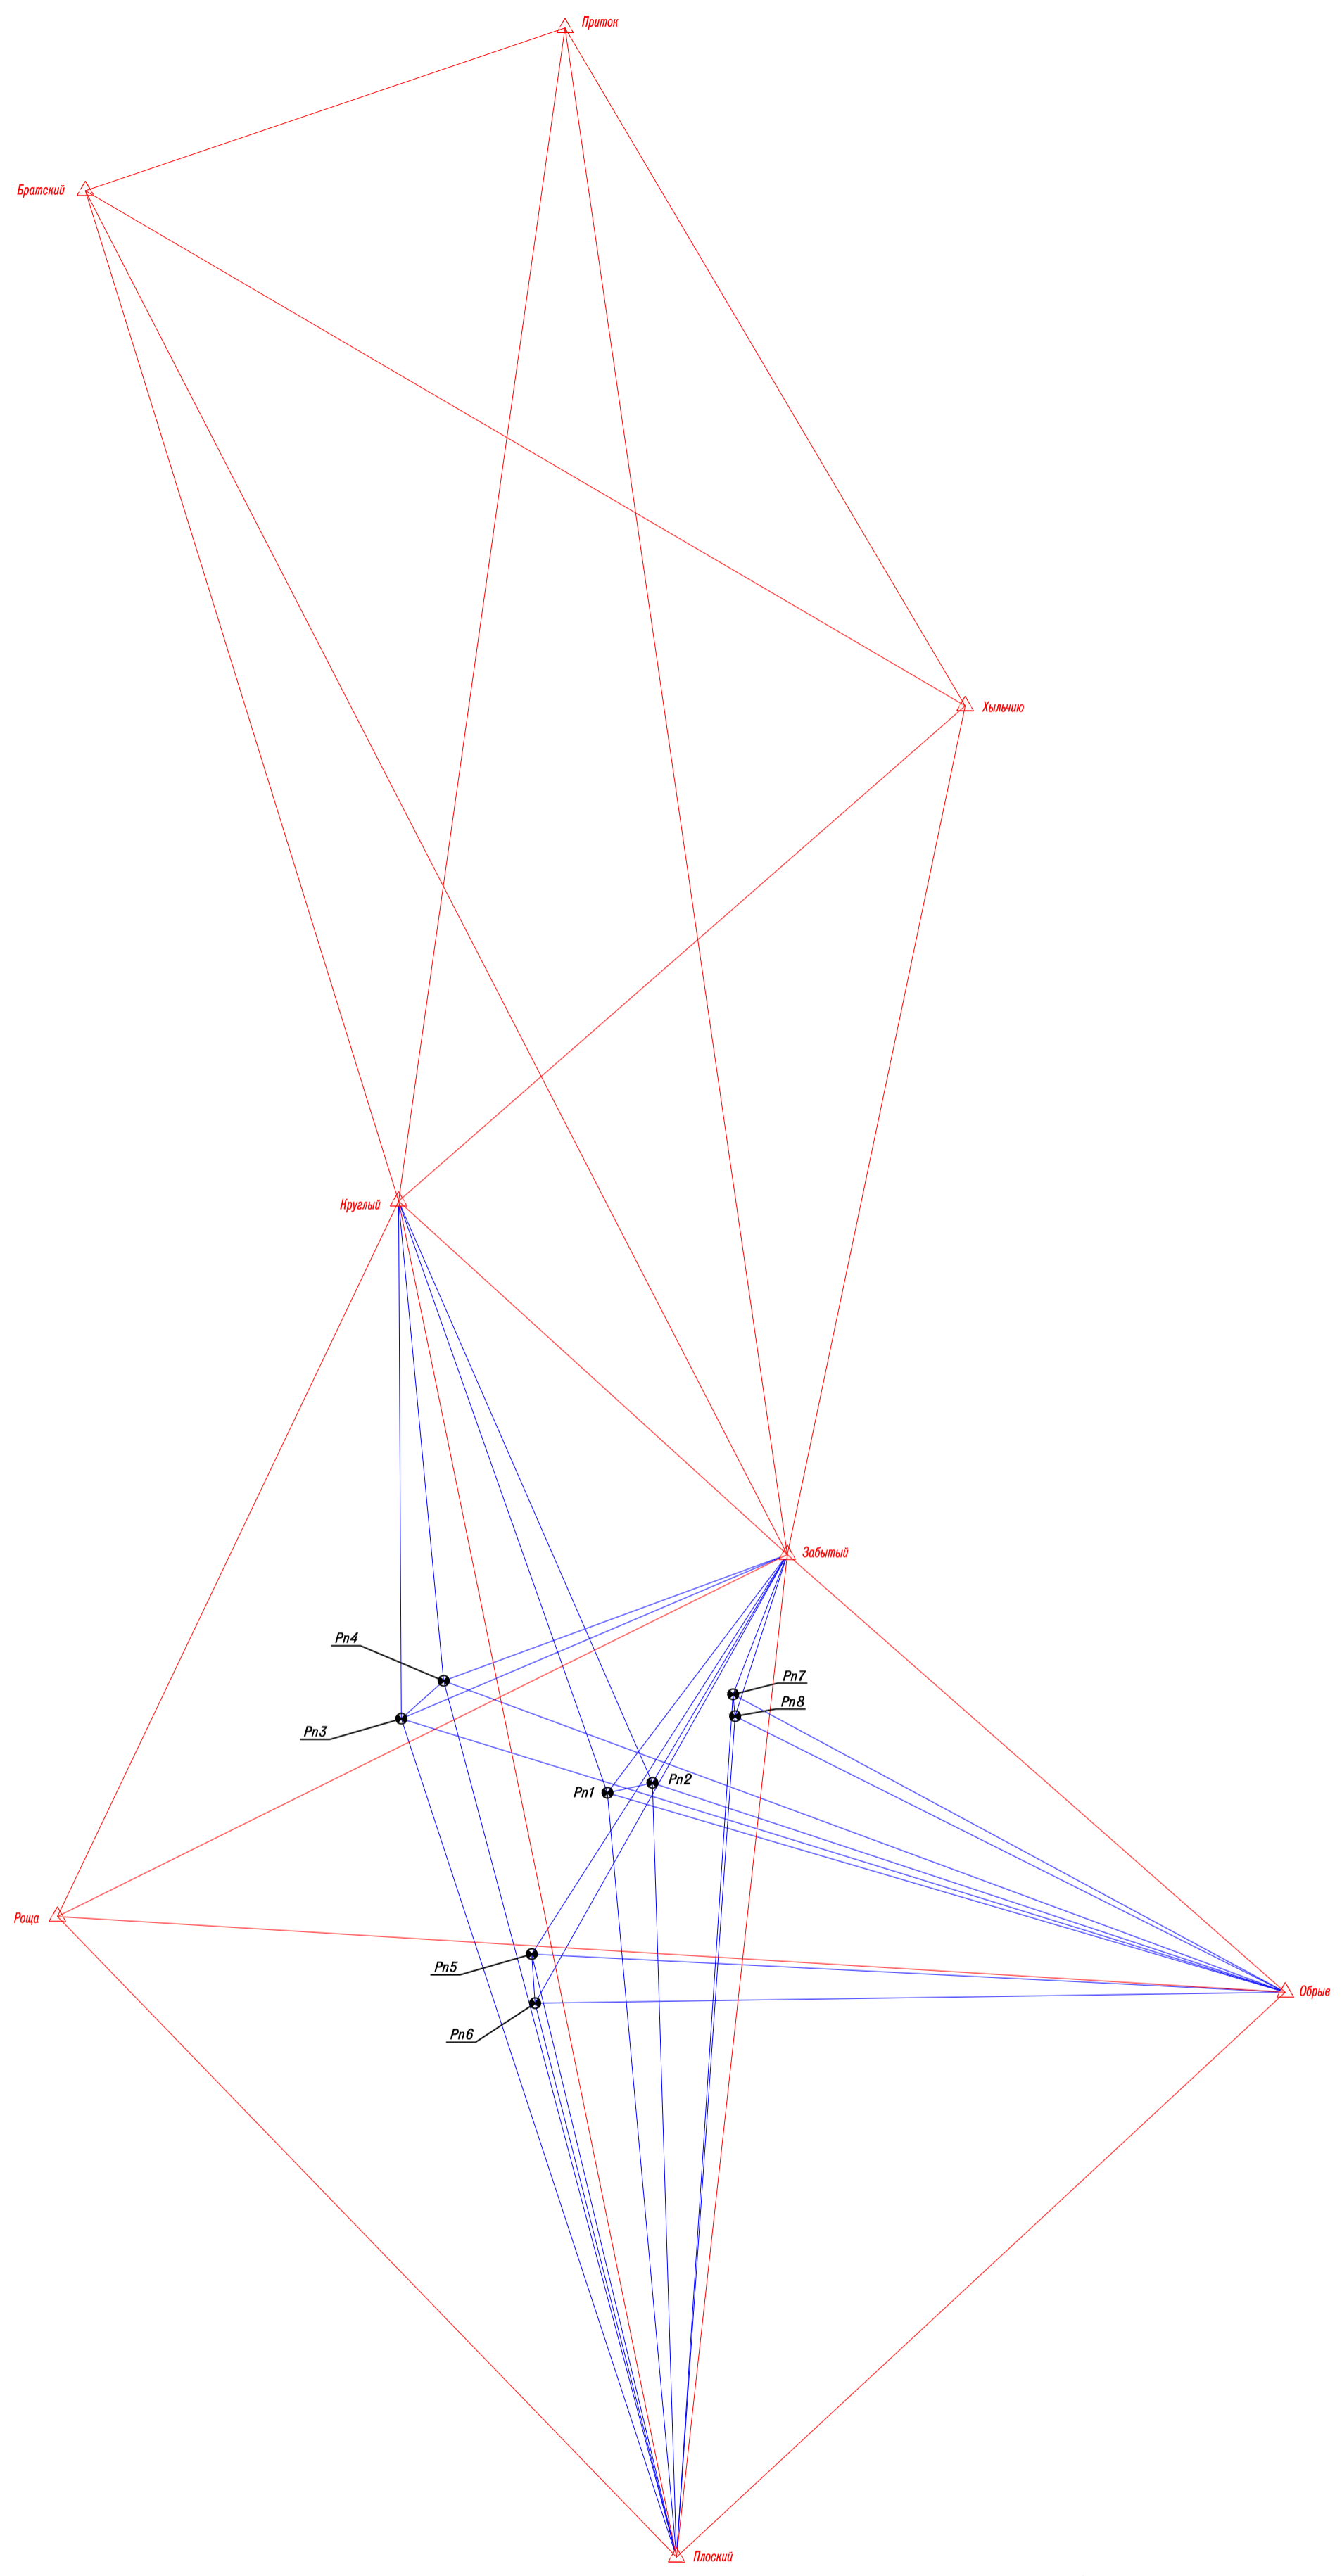 Приток
Братский
Хыльчию
Круглый
Забытый
Рп4
Рп7
Рп8
Рп3
Рп2
Рп1
Роща
Рп5
Обрыв
Рп6
Плоский